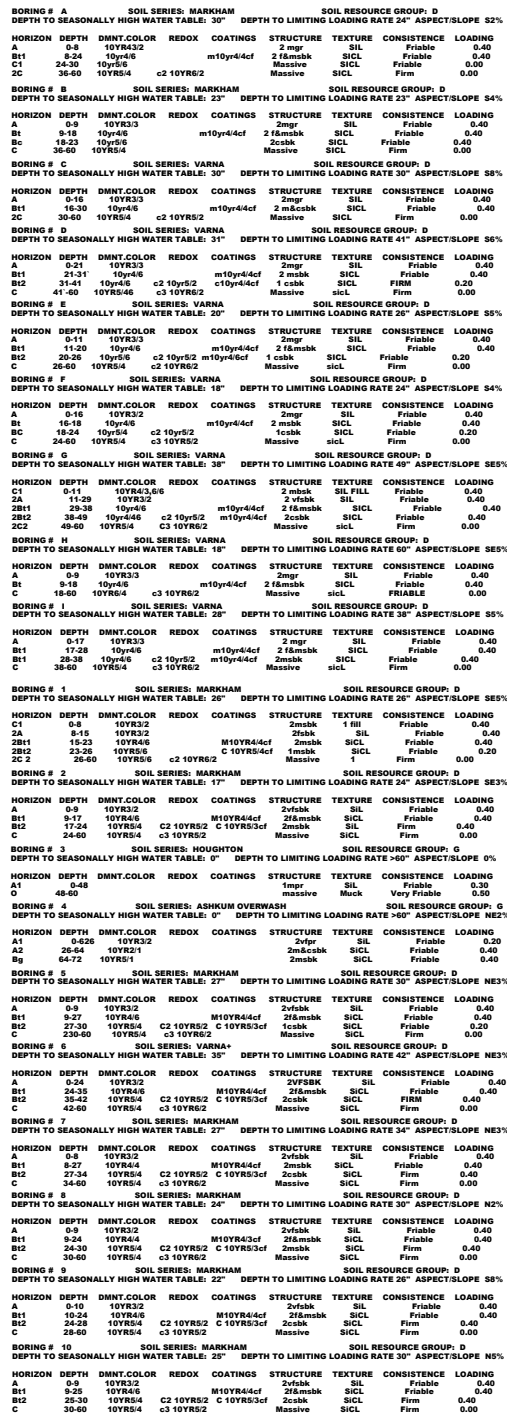 BORING # A SOIL SERIES: MARKHAM SOIL RESOURCE GROUP: D
DEPTH TO SEASONALLY HIGH WATER TABLE: 30" DEPTH TO LIMITING LOADING RATE 24" ASPECT/SLOPE S2%
HORIZON DEPTH DMNT.COLOR REDOX COATINGS STRUCTURE TEXTURE CONSISTENCE LOADING
A 0-8 10YR43/2 2 mgr SIL Friable 0.40
Bt1 8-24 10yr4/6 m10yr4/4cf 2 f&msbk SICL Friable 0.40
C1 24-30 10yr5/6 Massive SICL Friable 0.00
2C 36-60 10YR5/4 c2 10YR6/2 Massive SICL Firm 0.00
BORING # B SOIL SERIES: MARKHAM SOIL RESOURCE GROUP: D
DEPTH TO SEASONALLY HIGH WATER TABLE: 23" DEPTH TO LIMITING LOADING RATE 23" ASPECT/SLOPE S4%
HORIZON DEPTH DMNT.COLOR REDOX COATINGS STRUCTURE TEXTURE CONSISTENCE LOADING
A 0-9 10YR3/3 2mgr SIL Friable 0.40
Bt 9-18 10yr4/6 m10yr4/4cf 2 f&msbk SICL Friable 0.40
Bc 18-23 10yr5/6 2csbk SICL Friable 0.40
C 36-60 10YR5/4 Massive SICL Firm 0.00
BORING # C SOIL SERIES: VARNA SOIL RESOURCE GROUP: D
DEPTH TO SEASONALLY HIGH WATER TABLE: 30" DEPTH TO LIMITING LOADING RATE 30" ASPECT/SLOPE S8%
HORIZON DEPTH DMNT.COLOR REDOX COATINGS STRUCTURE TEXTURE CONSISTENCE LOADING
A 0-16 10YR3/3 2mgr SIL Friable 0.40
Bt1 16-30 10yr4/6 m10yr4/4cf 2 m&csbk SICL Friable 0.40
2C 30-60 10YR5/4 c2 10YR5/2 Massive SICL Firm 0.00
BORING # D SOIL SERIES: VARNA SOIL RESOURCE GROUP: D
DEPTH TO SEASONALLY HIGH WATER TABLE: 31" DEPTH TO LIMITING LOADING RATE 41" ASPECT/SLOPE S6%
HORIZON DEPTH DMNT.COLOR REDOX COATINGS STRUCTURE TEXTURE CONSISTENCE LOADING
A 0-21 10YR3/3 2mgr SIL Friable 0.40
Bt1 21-31` 10yr4/6 m10yr4/4cf 2 msbk SICL Friable 0.40
Bt2 31-41 10yr4/6 c2 10yr5/2 c10yr4/4cf 1 csbk SICL FIRM 0.20
C 41`-60 10YR5/46 c3 10YR6/2 Massive sicL Firm 0.00
BORING # E SOIL SERIES: VARNA SOIL RESOURCE GROUP: D
DEPTH TO SEASONALLY HIGH WATER TABLE: 20" DEPTH TO LIMITING LOADING RATE 26" ASPECT/SLOPE S5%
HORIZON DEPTH DMNT.COLOR REDOX COATINGS STRUCTURE TEXTURE CONSISTENCE LOADING
A 0-11 10YR3/3 2mgr SIL Friable 0.40
Bt1 11-20 10yr4/6 m10yr4/4cf 2 f&msbk SICL Friable 0.40
Bt2 20-26 10yr5/6 c2 10yr5/2 m10yr4/6cf 1 csbk SICL Friable 0.20
C 26-60 10YR5/4 c2 10YR6/2 Massive sicL Firm 0.00
BORING # F SOIL SERIES: VARNA SOIL RESOURCE GROUP: D
DEPTH TO SEASONALLY HIGH WATER TABLE: 18" DEPTH TO LIMITING LOADING RATE 24" ASPECT/SLOPE S4%
HORIZON DEPTH DMNT.COLOR REDOX COATINGS STRUCTURE TEXTURE CONSISTENCE LOADING
A 0-16 10YR3/2 2mgr SIL Friable 0.40
Bt 16-18 10yr4/6 m10yr4/4cf 2 msbk SICL Friable 0.40
BC 18-24 10yr5/4 c2 10yr5/2 1csbk SICL Friable 0.20
C 24-60 10YR5/4 c3 10YR5/2 Massive sicL Firm 0.00
BORING # G SOIL SERIES: VARNA SOIL RESOURCE GROUP: D
DEPTH TO SEASONALLY HIGH WATER TABLE: 38" DEPTH TO LIMITING LOADING RATE 49" ASPECT/SLOPE SE5%
HORIZON DEPTH DMNT.COLOR REDOX COATINGS STRUCTURE TEXTURE CONSISTENCE LOADING
C1 0-11 10YR4/3,6/6 2 mbsk SIL FILL Friable 0.40
2A 11-29 10YR3/2 2 vfsbk SIL Friable 0.40
2Bt1 29-38 10yr4/6 m10yr4/4cf 2 f&msbk SICL Friable 0.40
2Bt2 38-49 10yr4/46 c2 10yr5/2 m10yr4/4cf 2csbk SICL Friable 0.40
2C2 49-60 10YR5/4 C3 10YR6/2 Massive sicL Firm 0.00
BORING # H SOIL SERIES: VARNA SOIL RESOURCE GROUP: D
DEPTH TO SEASONALLY HIGH WATER TABLE: 18" DEPTH TO LIMITING LOADING RATE 60" ASPECT/SLOPE SE5%
HORIZON DEPTH DMNT.COLOR REDOX COATINGS STRUCTURE TEXTURE CONSISTENCE LOADING
A 0-9 10YR3/3 2mgr SIL Friable 0.40
Bt 9-18 10yr4/6 m10yr4/4cf 2 f&msbk SICL Friable 0.40
C 18-60 10YR6/4 c3 10YR6/2 Massive sicL FRIABLE 0.00
BORING # I SOIL SERIES: VARNA SOIL RESOURCE GROUP: D
DEPTH TO SEASONALLY HIGH WATER TABLE: 28" DEPTH TO LIMITING LOADING RATE 38" ASPECT/SLOPE S5%
HORIZON DEPTH DMNT.COLOR REDOX COATINGS STRUCTURE TEXTURE CONSISTENCE LOADING
A 0-17 10YR3/3 2 mgr SIL Friable 0.40
Bt1 17-28 10yr4/6 m10yr4/4cf 2 f&msbk SICL Friable 0.40
Bt1 28-38 10yr4/6 c2 10yr5/2 m10yr4/4cf 2msbk SICL Friable 0.40
C 38-60 10YR5/4 c3 10YR6/2 Massive sicL Firm 0.00
BORING # 1 SOIL SERIES: MARKHAM SOIL RESOURCE GROUP: D
DEPTH TO SEASONALLY HIGH WATER TABLE: 26" DEPTH TO LIMITING LOADING RATE 26" ASPECT/SLOPE SE5%
HORIZON DEPTH DMNT.COLOR REDOX COATINGS STRUCTURE TEXTURE CONSISTENCE LOADING
C1 0-8 10YR3/2 2msbk 1 fill Friable 0.40
2A 8-15 10YR3/2 2fsbk SIL Friable 0.40
2Bt1 15-23 10YR4/6 M10YR4/4cf 2msbk SiCL Friable 0.40
2Bt2 23-26 10YR5/6 C 10YR5/4cf 1msbk SiCL Friable 0.20
2C 2 26-60 10YR5/6 c2 10YR6/2 Massive 1 Firm 0.00
BORING # 2 SOIL SERIES: MARKHAM SOIL RESOURCE GROUP: D
DEPTH TO SEASONALLY HIGH WATER TABLE: 17" DEPTH TO LIMITING LOADING RATE 24" ASPECT/SLOPE SE3%
HORIZON DEPTH DMNT.COLOR REDOX COATINGS STRUCTURE TEXTURE CONSISTENCE LOADING
A 0-9 10YR3/2 2vfsbk SiL Friable 0.40
Bt1 9-17 10YR4/6 M10YR4/4cf 2f&msbk SiCL Friable 0.40
Bt2 17-24 10YR5/4 C2 10YR5/2 C 10YR5/4cf 2msbk SiL Firm 0.40
C 24-60 10YR5/4 c3 10YR6/2 Massive SiCL Firm 0.00
BORING # 3 SOIL SERIES: HOUGHTON SOIL RESOURCE GROUP: G
DEPTH TO SEASONALLY HIGH WATER TABLE: 0" DEPTH TO LIMITING LOADING RATE >60" ASPECT/SLOPE 0%
HORIZON DEPTH DMNT.COLOR REDOX COATINGS STRUCTURE TEXTURE CONSISTENCE LOADING
A1 0-48 1mpr SiL Friable 0.30
O 48-60 massive Muck Very Friable 0.50
BORING # 4 SOIL SERIES: ASHKUM OVERWASH SOIL RESOURCE GROUP: G
DEPTH TO SEASONALLY HIGH WATER TABLE: 0" DEPTH TO LIMITING LOADING RATE >60" ASPECT/SLOPE NE2%
HORIZON DEPTH DMNT.COLOR REDOX COATINGS STRUCTURE TEXTURE CONSISTENCE LOADING
A1 0-626 10YR3/2 2vfpr SiL Friable 0.20
A2 26-64 10YR2/1 2m&csbk SiCL Friable 0.40
Bg 64-72 10YR5/1 2msbk SiCL Friable 0.40
BORING # 5 SOIL SERIES: MARKHAM SOIL RESOURCE GROUP: D
DEPTH TO SEASONALLY HIGH WATER TABLE: 27" DEPTH TO LIMITING LOADING RATE 30" ASPECT/SLOPE NE3%
HORIZON DEPTH DMNT.COLOR REDOX COATINGS STRUCTURE TEXTURE CONSISTENCE LOADING
A 0-9 10YR3/2 2vfsbk SiL Friable 0.40
Bt1 9-27 10YR4/6 M10YR4/4cf 2f&msbk SiCL Friable 0.40
Bt2 27-30 10YR5/4 C2 10YR5/2 C 10YR5/3cf 1csbk SiCL Friable 0.20
C 230-60 10YR5/4 c3 10YR6/2 Massive SiCL Firm 0.00
BORING # 6 SOIL SERIES: VARNA+ SOIL RESOURCE GROUP: D
DEPTH TO SEASONALLY HIGH WATER TABLE: 35" DEPTH TO LIMITING LOADING RATE 42" ASPECT/SLOPE NE3%
HORIZON DEPTH DMNT.COLOR REDOX COATINGS STRUCTURE TEXTURE CONSISTENCE LOADING
A 0-24 10YR3/2 2VFSBK SiL Friable 0.40
Bt1 24-35 10YR4/6 M10YR4/4cf 2f&msbk SiCL Friable 0.40
Bt2 35-42 10YR5/4 C2 10YR5/2 C 10YR5/3cf 2csbk SiCL FIRM 0.40
C 42-60 10YR5/4 c3 10YR6/2 Massive SiCL Firm 0.00
BORING # 7 SOIL SERIES: MARKHAM SOIL RESOURCE GROUP: D
DEPTH TO SEASONALLY HIGH WATER TABLE: 27" DEPTH TO LIMITING LOADING RATE 34" ASPECT/SLOPE NE3%
HORIZON DEPTH DMNT.COLOR REDOX COATINGS STRUCTURE TEXTURE CONSISTENCE LOADING
A 0-8 10YR3/2 2vfsbk SiL Friable 0.40
Bt1 8-27 10YR4/4 M10YR4/4cf 2msbk SiCL Friable 0.40
Bt2 27-34 10YR5/4 C2 10YR5/2 C 10YR5/3cf 2csbk SiCL Firm 0.40
C 34-60 10YR5/4 c3 10YR6/2 Massive SiCL Firm 0.00
BORING # 8 SOIL SERIES: MARKHAM SOIL RESOURCE GROUP: D
DEPTH TO SEASONALLY HIGH WATER TABLE: 24" DEPTH TO LIMITING LOADING RATE 30" ASPECT/SLOPE N2%
HORIZON DEPTH DMNT.COLOR REDOX COATINGS STRUCTURE TEXTURE CONSISTENCE LOADING
A 0-9 10YR3/2 2vfsbk SiL Friable 0.40
Bt1 9-24 10YR4/4 M10YR4/3cf 2f&msbk SiCL Friable 0.40
Bt2 24-30 10YR5/4 C2 10YR5/2 C 10YR5/3cf 2msbk SiCL Firm 0.40
C 30-60 10YR5/4 c3 10YR6/2 Massive SiCL Firm 0.00
BORING # 9 SOIL SERIES: MARKHAM SOIL RESOURCE GROUP: D
DEPTH TO SEASONALLY HIGH WATER TABLE: 22" DEPTH TO LIMITING LOADING RATE 26" ASPECT/SLOPE S8%
HORIZON DEPTH DMNT.COLOR REDOX COATINGS STRUCTURE TEXTURE CONSISTENCE LOADING
A 0-10 10YR3/2 2vfsbk SiL Friable 0.40
Bt1 10-24 10YR4/6 M10YR4/4cf 2f&msbk SiCL Friable 0.40
Bt2 24-28 10YR5/4 C2 10YR5/2 C 10YR5/3cf 2csbk SiCL Firm 0.40
C 28-60 10YR5/4 c3 10YR6/2 Massive SiCL Firm 0.00
BORING # 10 SOIL SERIES: MARKHAM SOIL RESOURCE GROUP: D
DEPTH TO SEASONALLY HIGH WATER TABLE: 25" DEPTH TO LIMITING LOADING RATE 30" ASPECT/SLOPE N5%
HORIZON DEPTH DMNT.COLOR REDOX COATINGS STRUCTURE TEXTURE CONSISTENCE LOADING
A 0-9 10YR3/2 2vfsbk SiL Friable 0.40
Bt1 9-25 10YR4/6 M10YR4/4cf 2f&msbk SiCL Friable 0.40
Bt2 25-30 10YR5/4 C2 10YR5/2 C 10YR5/3cf 2csbk SiCL Firm 0.40
C 30-60 10YR5/4 c3 10YR5/2 Massive SiCL Firm 0.00